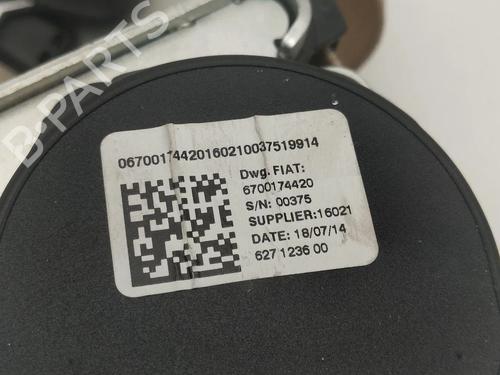 B-PARTS
06700174420160210037519914
Dwg. FIAT:
6700174420
S/N: 00375
SUPPLIER:16021
DATE: 18/07/14
627 1236 00